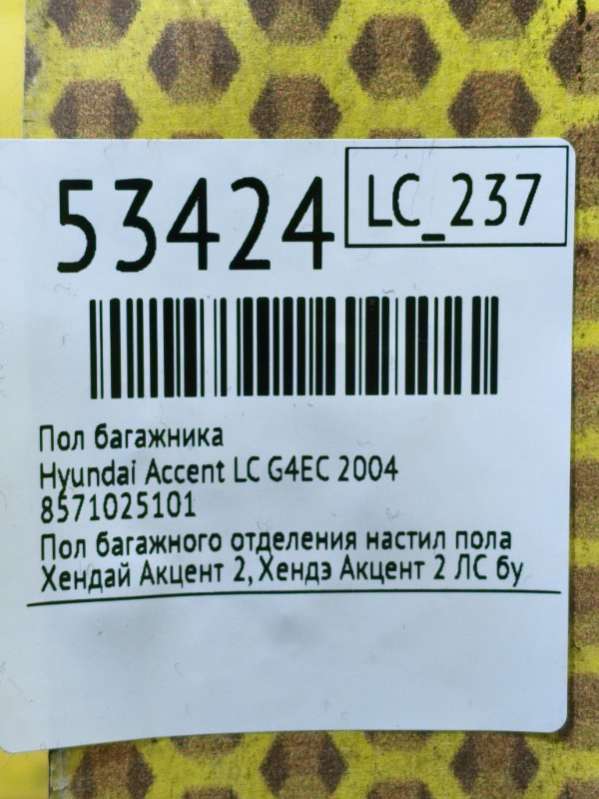 53424
LC_237
Пол багажника
Hyundai Accent LC G4EC 2004
8571025101
Пол багажного отделения настил пола
Хендай Акцент 2, Хендэ Акцент 2 ЛС бу